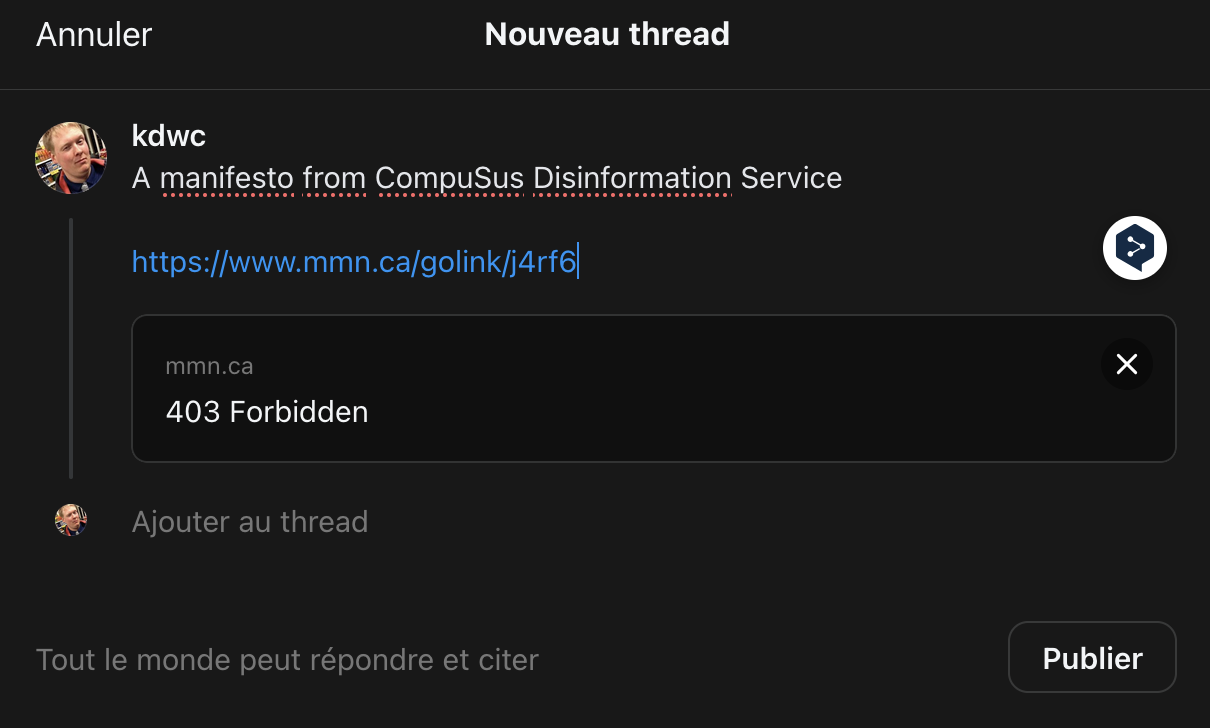 Annuler
Nouveau thread
kdwc
A manifesto from CompuSus Disinformation Service
https://www.mmn.ca/golink/j4rf6
mmn.ca
403 Forbidden
Ajouter au thread
Tout le monde peut répondre et citer
Publier